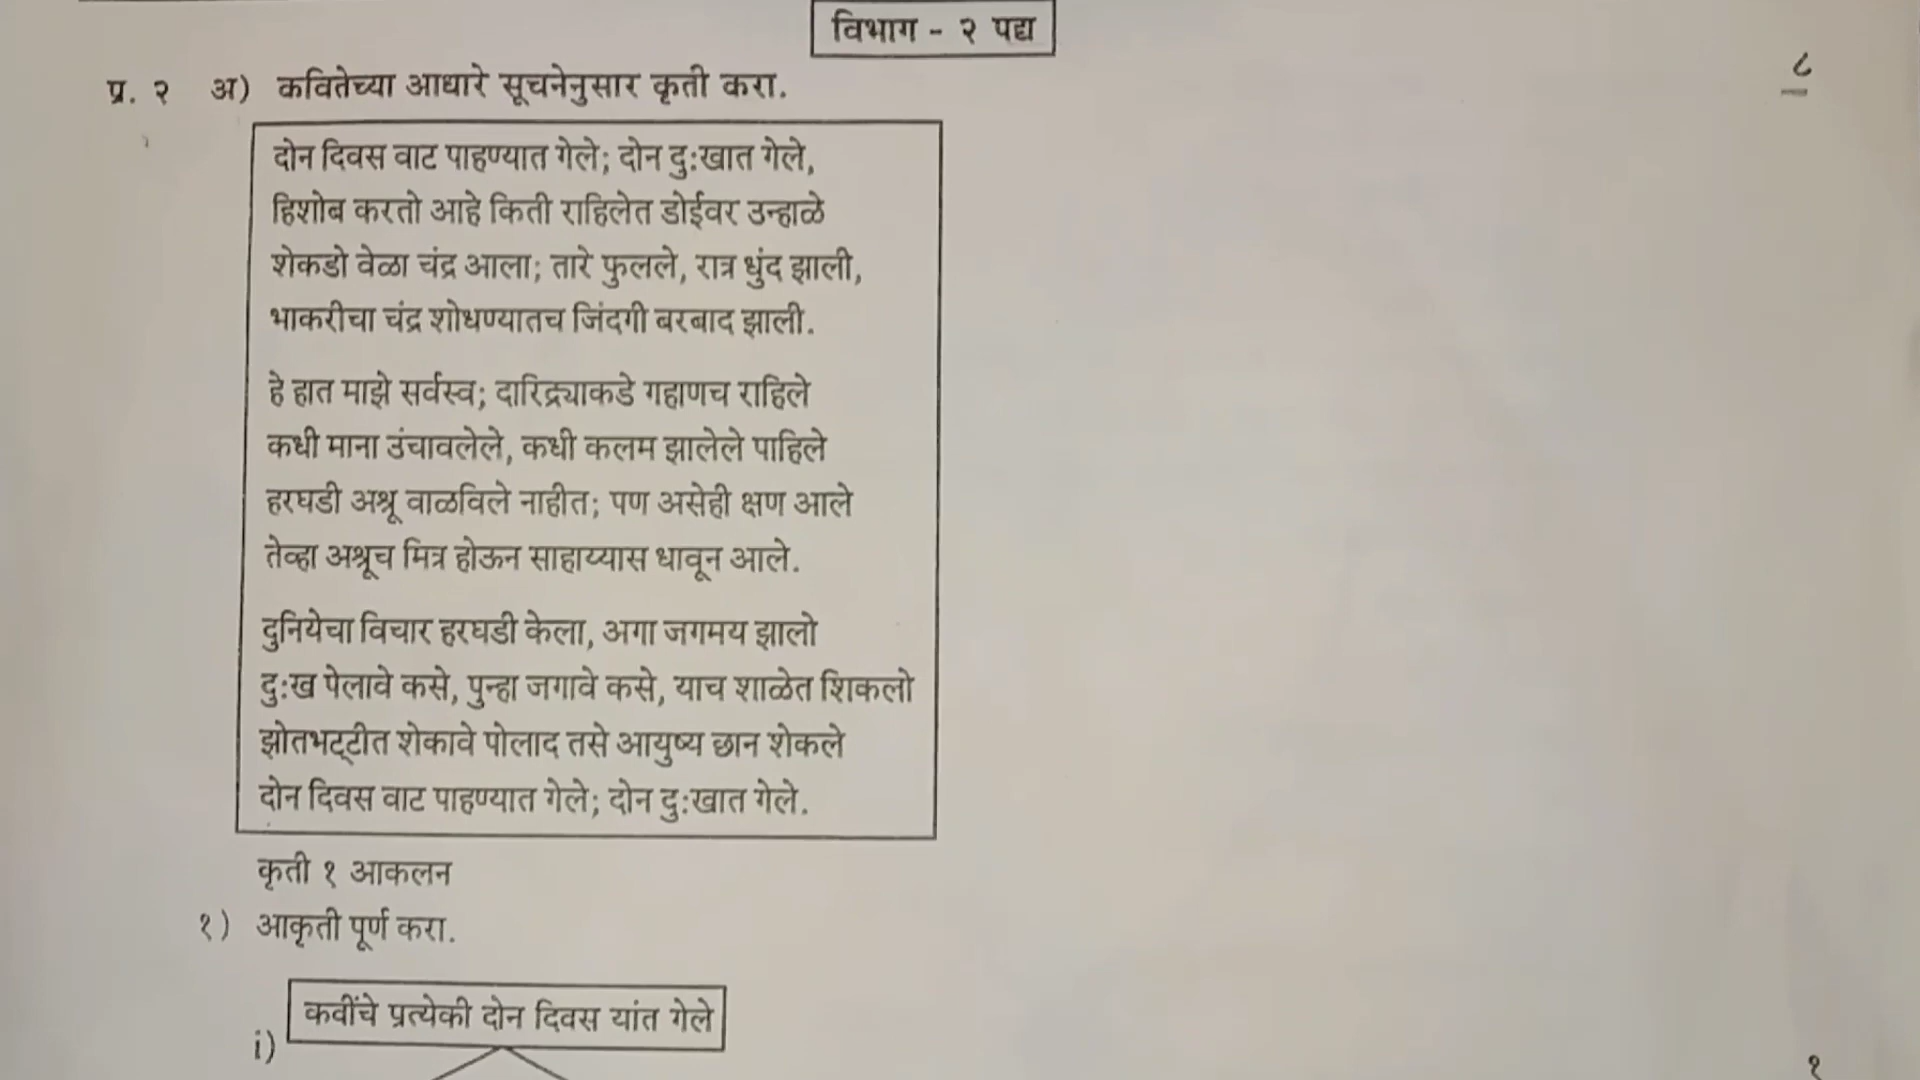 विभाग - २ पद्य
८
प्र. २ अ) कवितेच्या आधारे सूचनेनुसार कृती करा.
दोन दिवस वाट पाहण्यात गेले; दोन दुःखात गेले,
हिशोब करतो आहे किती राहिलेत डोईवर उन्हाळे
शेकडो वेळा चंद्र आला; तारे फुलले, रात्र धुंद झाली,
भाकरीचा चंद्र शोधण्यातच जिंदगी बरबाद झाली.
हे हात माझे सर्वस्व; दारिद्र्याकडे गहाणच राहिले
कधी माना उंचावलेले, कधी कलम झालेले पाहिले
हरघडी अश्रू वाळविले नाहीत; पण असेही क्षण आले
तेव्हा अश्रूच मित्र होऊन साहाय्यास धावून आले.
दुनियेचा विचार हरघडी केला, अगा जगमय झालो
दुःख पेलावे कसे, पुन्हा जगावे कसे, याच शाळेत शिकलो
झोतभट्टीत शेकावे पोलाद तसे आयुष्य छान शेकले
दोन दिवस वाट पाहण्यात गेले; दोन दुःखात गेले.
कृती १ आकलन
१) आकृती पूर्ण करा.
i) कवींचे प्रत्येकी दोन दिवस यांत गेले
१